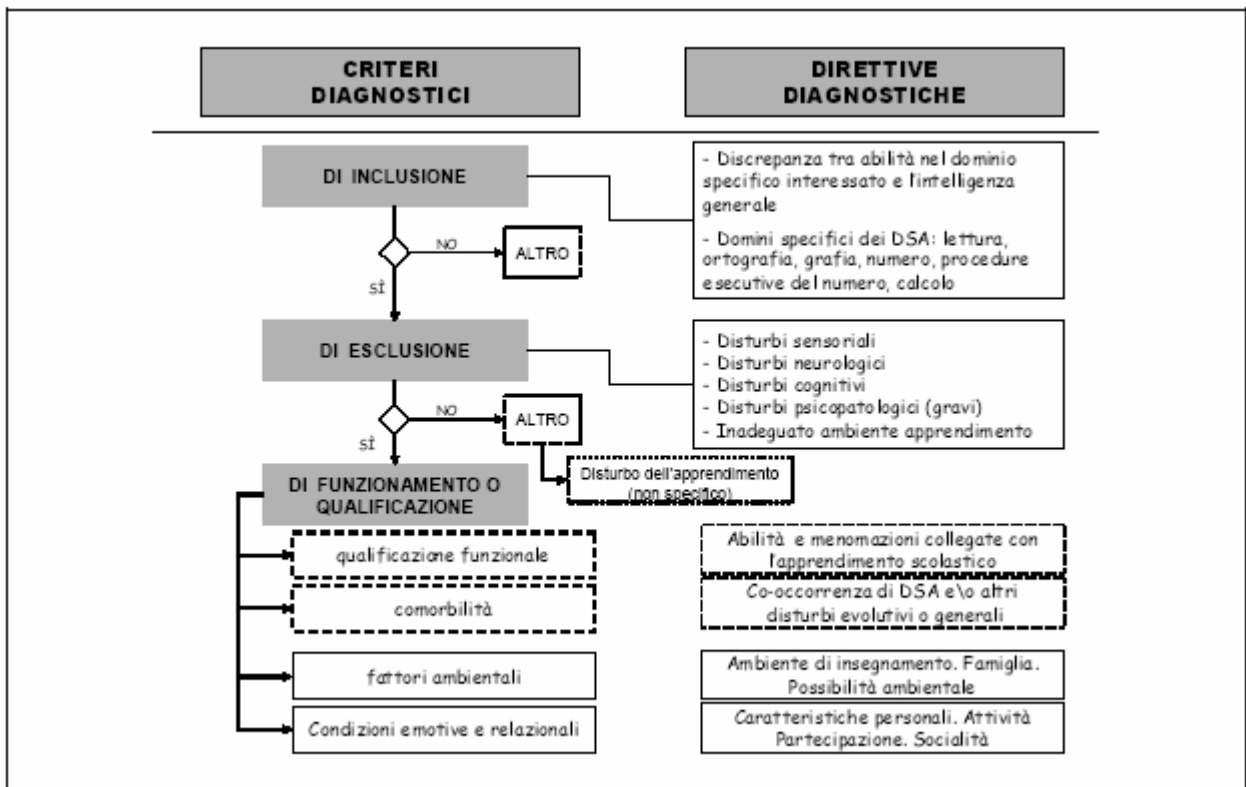 CRITERI
DIAGNOSTICI
DIRETTIVE
DIAGNOSTICHE
DI INCLUSIONE
- Discrepanza tra abilità nel dominio
specifico interessato e l'intelligenza
generale
- Domini specifici dei DSA: lettura,
ortografia, grafia, numero, procedure
esecutive del numero, calcolo
NO
ALTRO
SÌ
DI ESCLUSIONE
- Disturbi sensoriali
- Disturbi neurologici
- Disturbi cognitivi
- Disturbi psicopatologici (gravi)
- Inadeguato ambiente apprendimento
NO
ALTRO
SÌ
Disturbo dell'apprendimento
(non specifico)
DI FUNZIONAMENTO O
QUALIFICAZIONE
qualificazione funzionale
Abilità e menomazioni collegate con
l'apprendimento scolastico
comorbilità
Co-occorrenza di DSA e\o altri
disturbi evolutivi o generali
fattori ambientali
Ambiente di insegnamento. Famiglia.
Possibilità ambientale
Condizioni emotive e relazionali
Caratteristiche personali. Attività
Partecipazione. Socialità